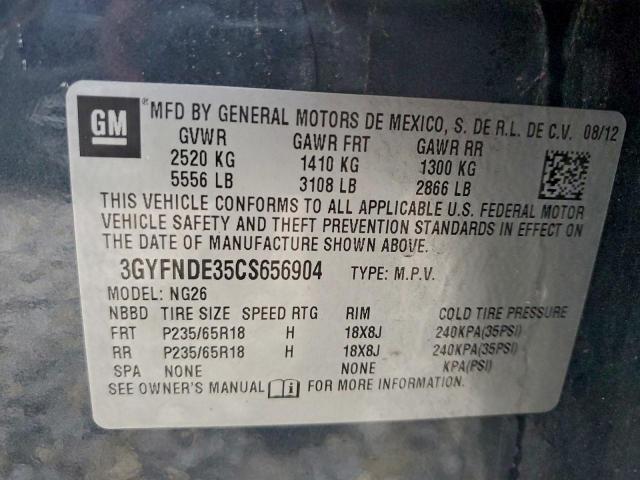 GM ® MFD BY GENERAL MOTORS DE MEXICO, S. DE R.L. DE C.V. 08/12
GVWR GAWR FRT GAWR RR
2520 KG 1410 KG 1300 KG
5556 LB 3108 LB 2866 LB
THIS VEHICLE CONFORMS TO ALL APPLICABLE U.S. FEDERAL MOTOR
VEHICLE SAFETY AND THEFT PREVENTION STANDARDS IN EFFECT ON
THE DATE OF MANUFACTURE SHOWN ABOVE.
3GYFNDE35CS656904 TYPE: M.P.V.
MODEL: NG26
NBBD TIRE SIZE SPEED RTG RIM COLD TIRE PRESSURE
FRT P235/65R18 H 18X8J 240KPA(35PSI)
RR P235/65R18 H 18X8J 240KPA(35PSI)
SPA NONE NONE KPA(PSI)
SEE OWNER'S MANUAL i FOR MORE INFORMATION.